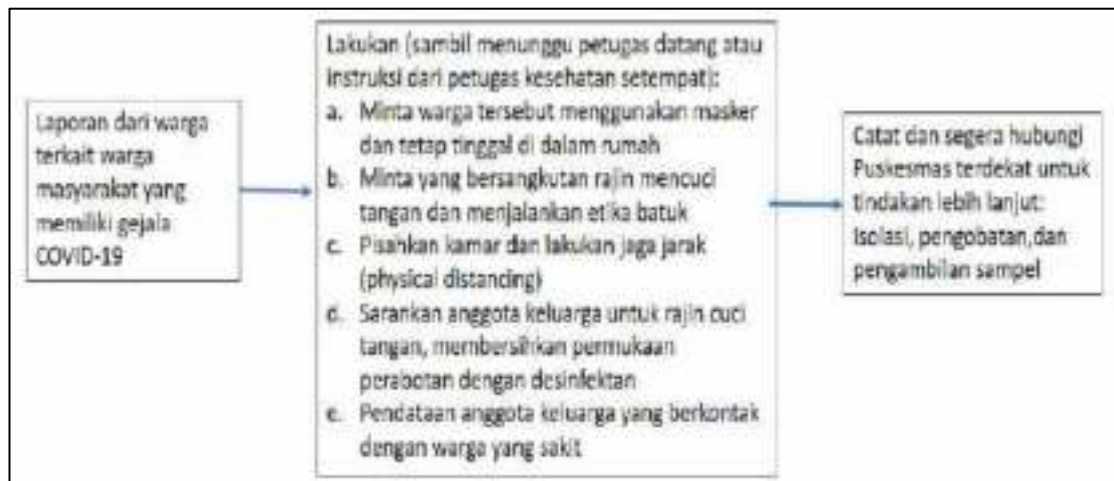 Laporan dari warga
terkait warga
masyarakat yang
memiliki gejala
COVID-19
Lakukan (sambil menunggu petugas datang atau
instruksi dari petugas kesehatan setempat):
a. Minta warga tersebut menggunakan masker
dan tetap tinggal di dalam rumah
b. Minta yang bersangkutan rajin mencuci
tangan dan menjalankan etika batuk
c. Pisahkan kamar dan lakukan jaga jarak
(physical distancing)
d. Sarankan anggota keluarga untuk rajin cuci
tangan, membersihkan permukaan
perabotan dengan desinfektan
e. Pendataan anggota keluarga yang berkontak
dengan warga yang sakit
Catat dan segera hubungi
Puskesmas terdekat untuk
tindakan lebih lanjut:
Isolasi, pengobatan,dan
pengambilan sampel